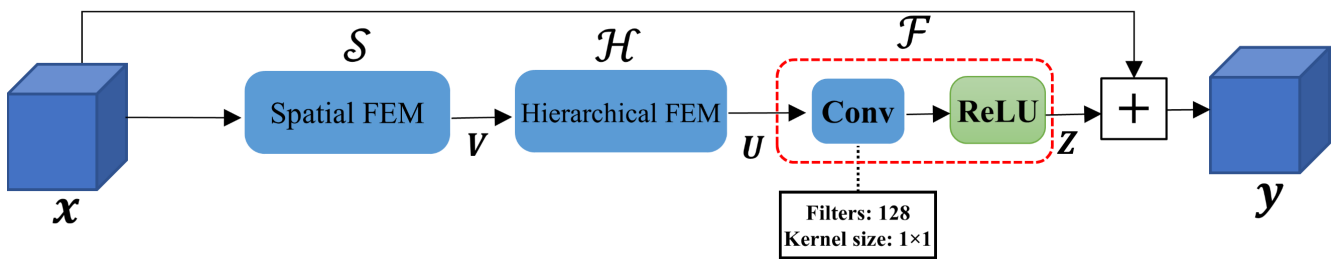 𝒮
ℋ
ℱ
Spatial FEM
Hierarchical FEM
Conv
ReLU
+
V
U
Z
x
y
Filters: 128
Kernel size: 1×1